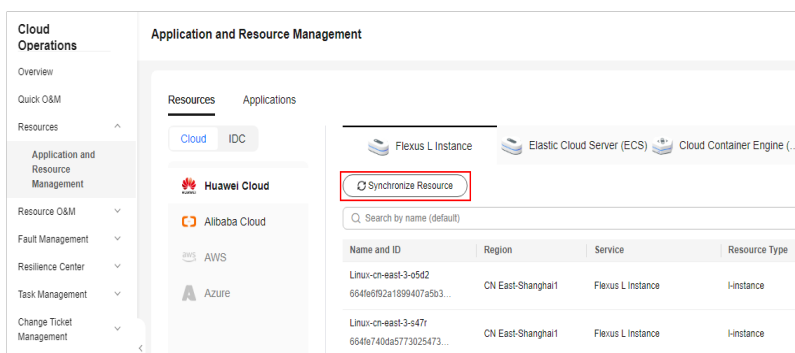 Cloud
Operations
Application and Resource Management
Overview
Quick O&M
Resources
Application and
Resource
Management
Resource O&M
Fault Management
Resilience Center
Task Management
Change Ticket
Management
Resources Applications
Cloud IDC
HUAWEI Huawei Cloud
Alibaba Cloud
aws AWS
Azure
Flexus L Instance Elastic Cloud Server (ECS) Cloud Container Engine (...
Synchronize Resource
Search by name (default)
Name and ID Region Service Resource Type
Linux-cn-east-3-o5d2
664fe6f92a1899407a5b3... CN East-Shanghai1 Flexus L Instance l-instance
Linux-cn-east-3-s47r
664fe740da5773025473... CN East-Shanghai1 Flexus L Instance l-instance